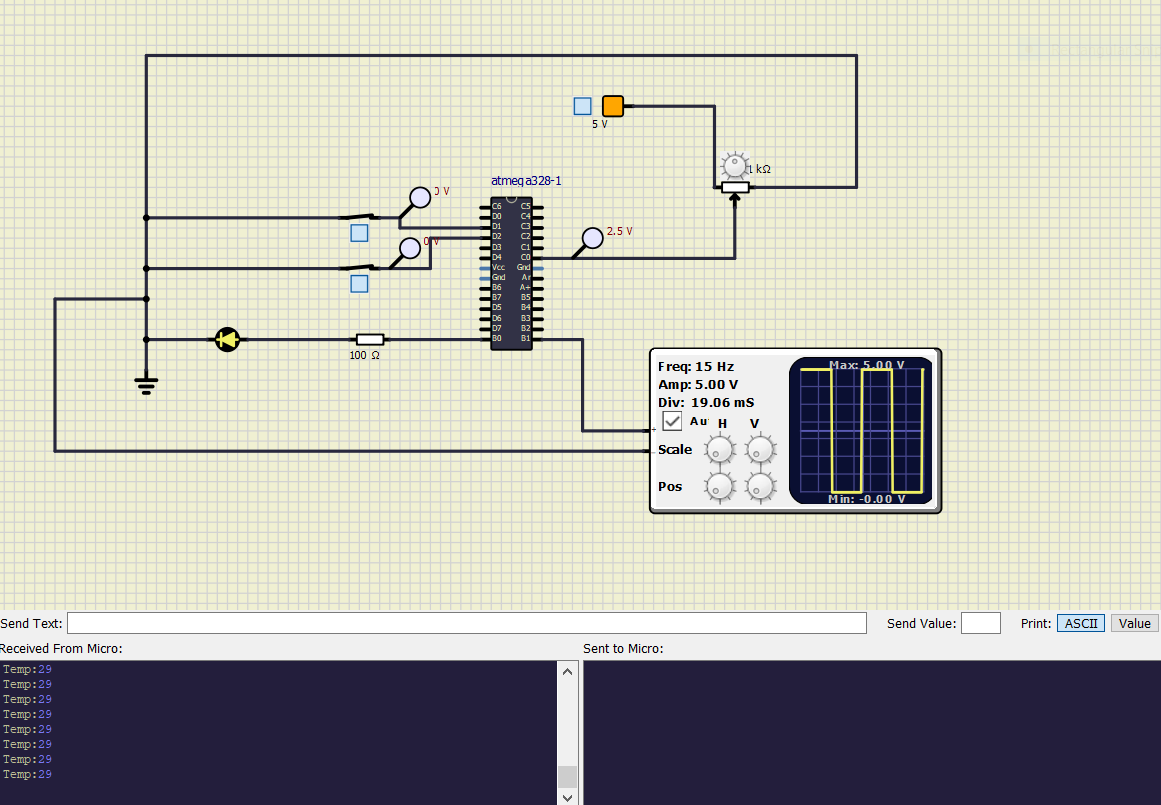 5 V
1 kΩ
atmega328-1
0 V
0 V
2.5 V
C6 C5
D0 C4
D1 C3
D2 C2
D3 C1
D4 C0
Vcc Gnd
Gnd Ar
B6 A+
B7 B5
D5 B4
D6 B3
D7 B2
B0 B1
100 Ω
Freq: 15 Hz
Amp: 5.00 V
Div: 19.06 mS
Au H V
Scale
Pos
+
-
Max: 5.00 V
Min: -0.00 V
Send Text: Send Value: Print: ASCII Value
Received From Micro: Sent to Micro:
Temp:29
Temp:29
Temp:29
Temp:29
Temp:29
Temp:29
Temp:29
Temp:29